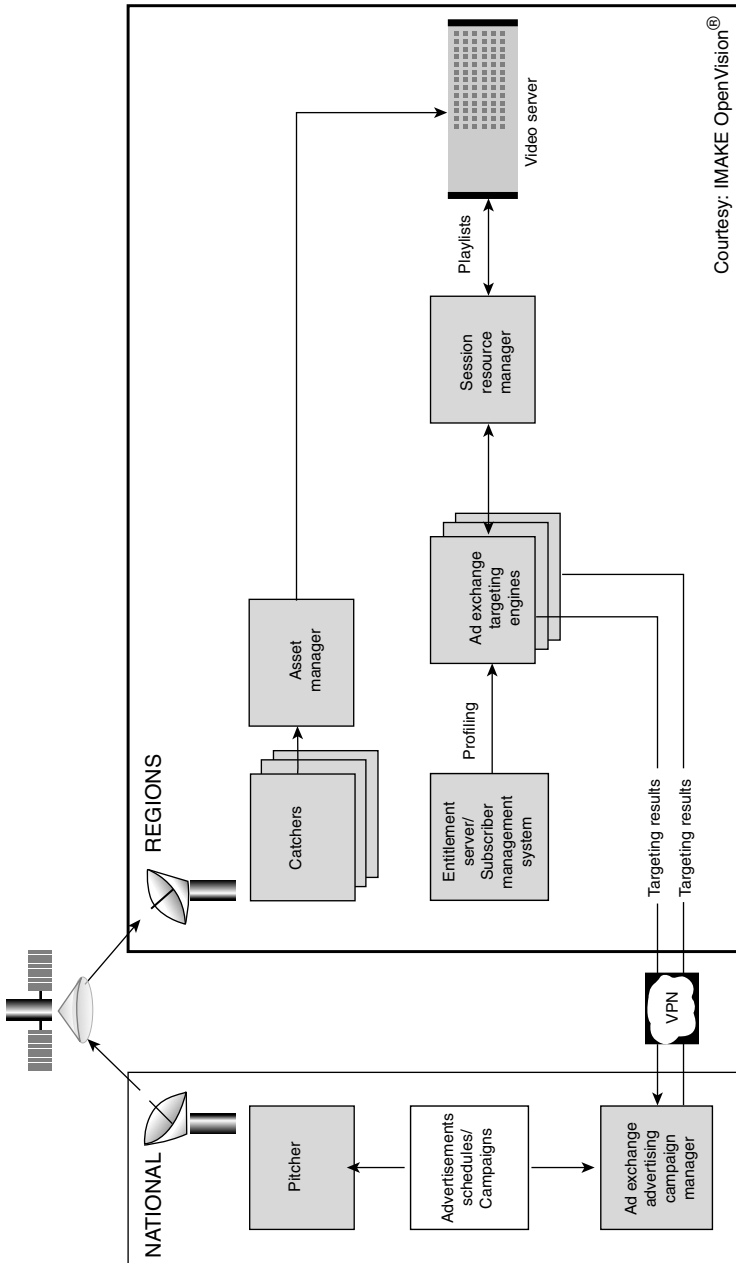 NATIONAL
Pitcher
Advertisements
schedules/
Campaigns
Ad exchange
advertising
campaign
manager
VPN
REGIONS
Catchers
Asset
manager
Entitlement
server/
Subscriber
management
system
Profiling
Ad exchange
targeting
engines
Targeting results
Targeting results
Session
resource
manager
Playlists
Video server
Courtesy: IMAKE OpenVision®